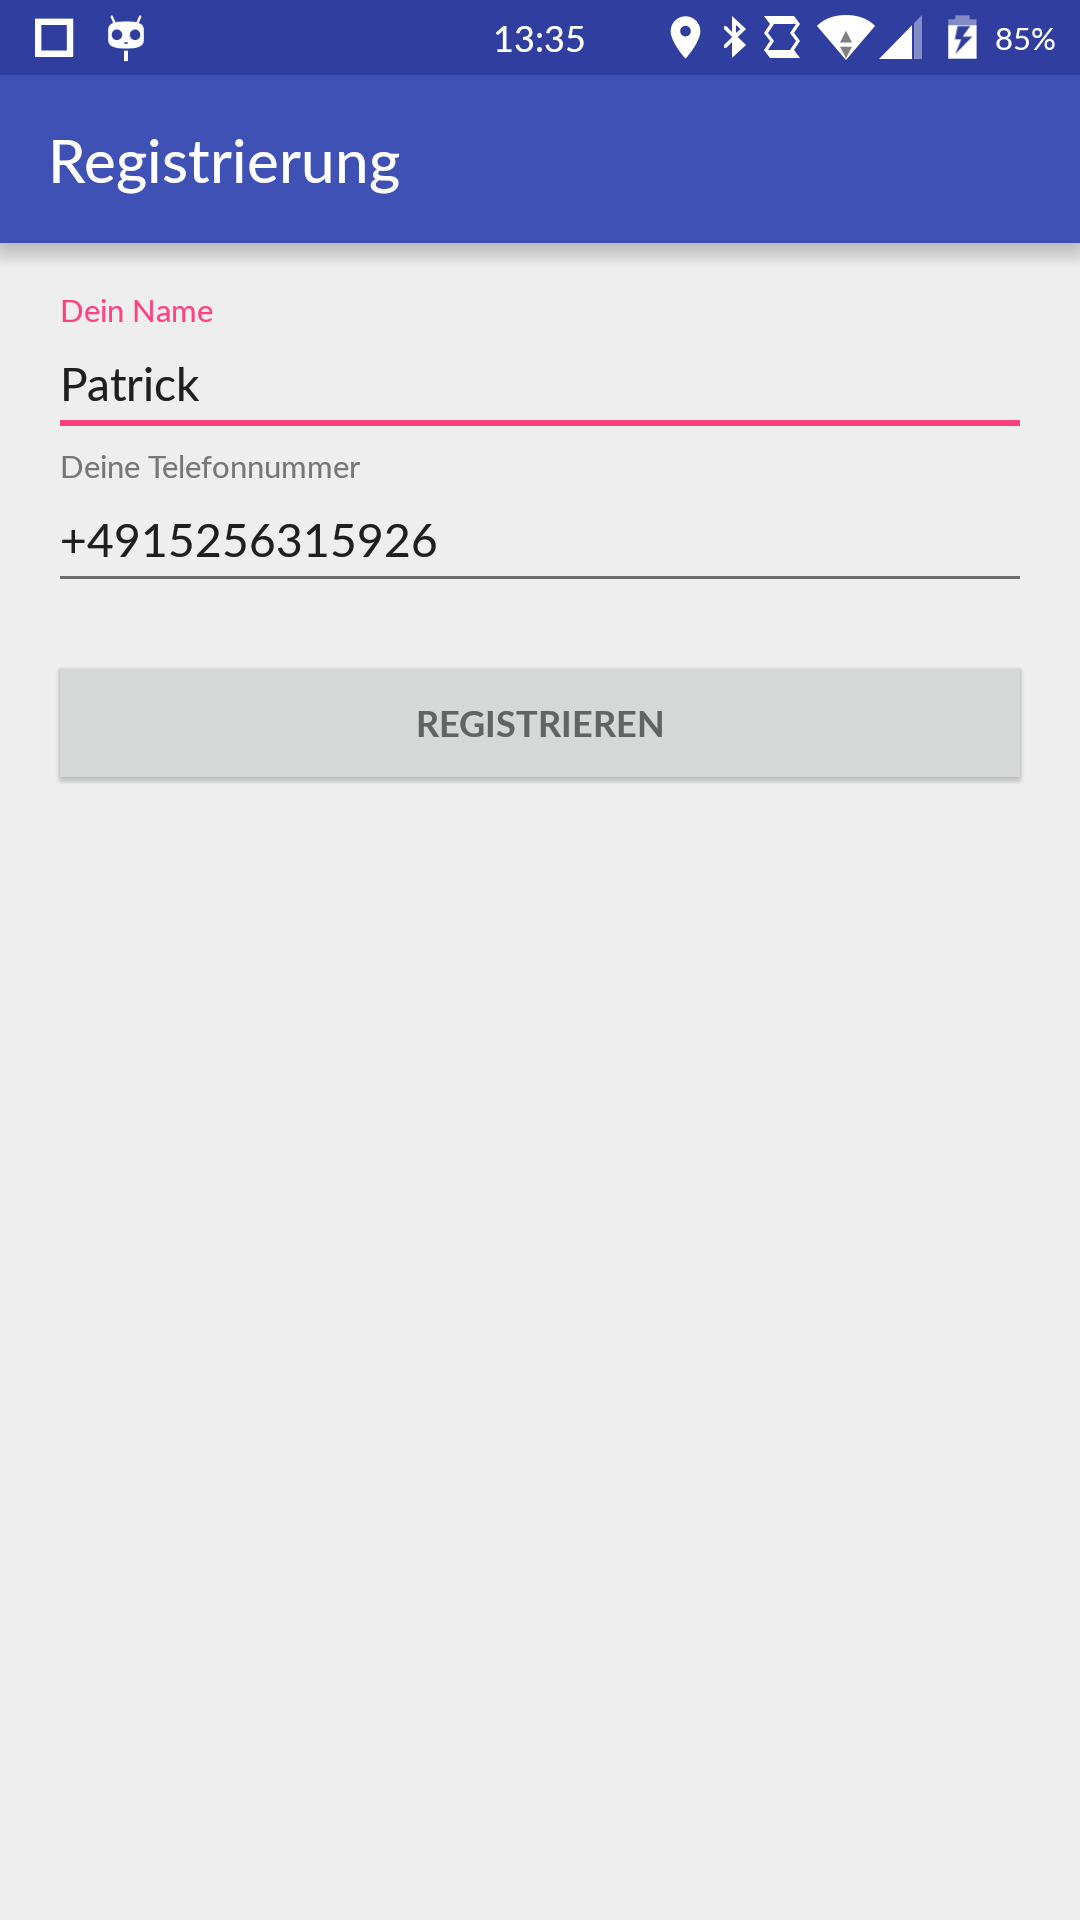 13:35 85%
Registrierung
Dein Name
Patrick
Deine Telefonnummer
+4915256315926
REGISTRIEREN